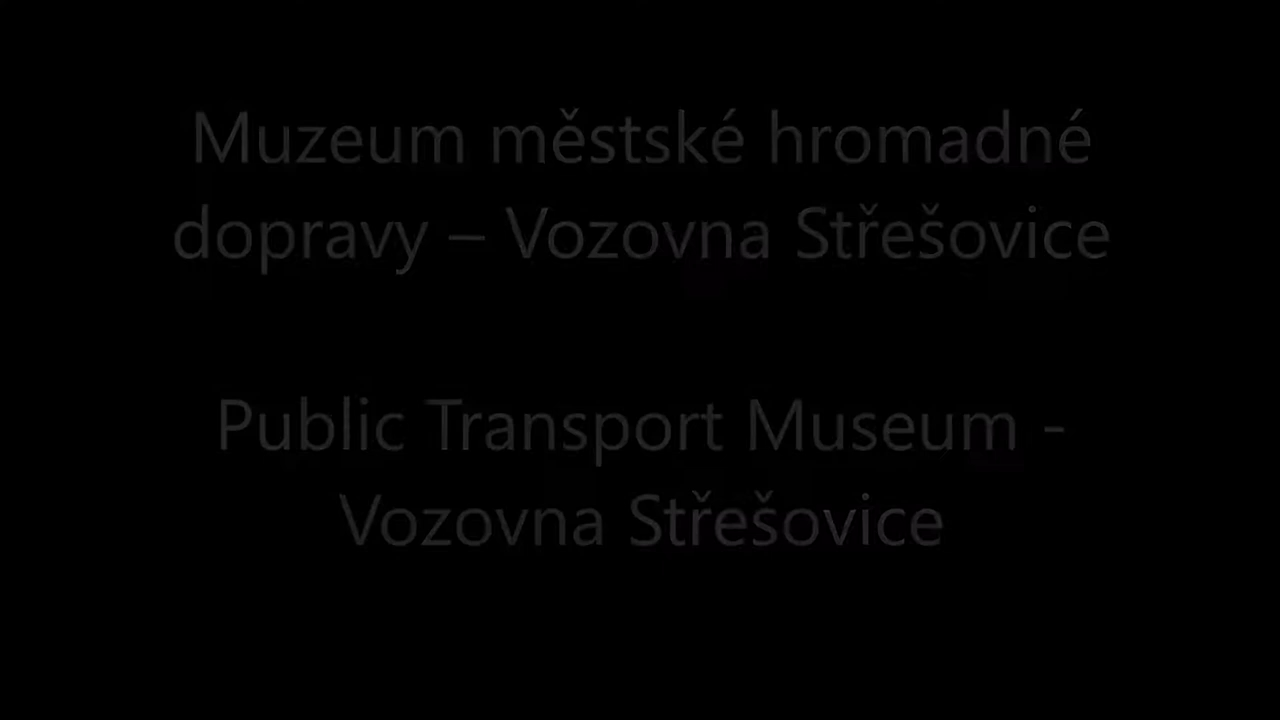 Muzeum městské hromadné
dopravy – Vozovna Střešovice
Public Transport Museum -
Vozovna Střešovice